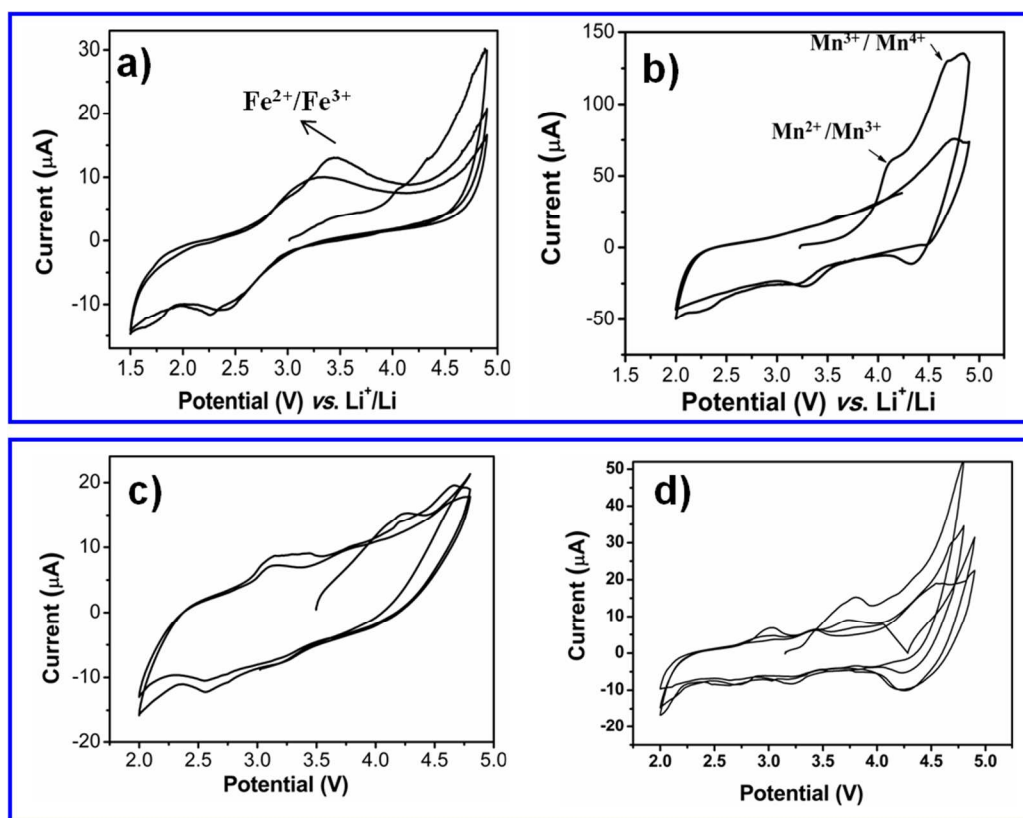 a)
Fe²⁺/Fe³⁺
30
20
10
0
-10
Current (μA)
1.5 2.0 2.5 3.0 3.5 4.0 4.5 5.0
Potential (V) vs. Li⁺/Li
b)
Mn³⁺/ Mn⁴⁺
Mn²⁺/Mn³⁺
150
100
50
0
-50
Current (μA)
1.5 2.0 2.5 3.0 3.5 4.0 4.5 5.0
Potential (V) vs. Li⁺/Li
c)
20
10
0
-10
-20
Current (μA)
2.0 2.5 3.0 3.5 4.0 4.5 5.0
Potential (V)
d)
50
40
30
20
10
0
-10
-20
Current (μA)
2.0 2.5 3.0 3.5 4.0 4.5 5.0
Potential (V)